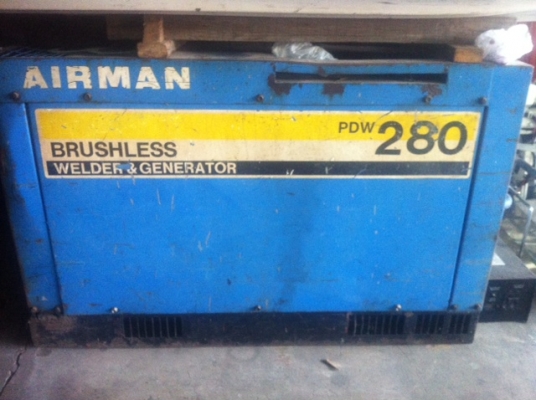 AIRMAN
PDW 280
BRUSHLESS
WELDER & GENERATOR